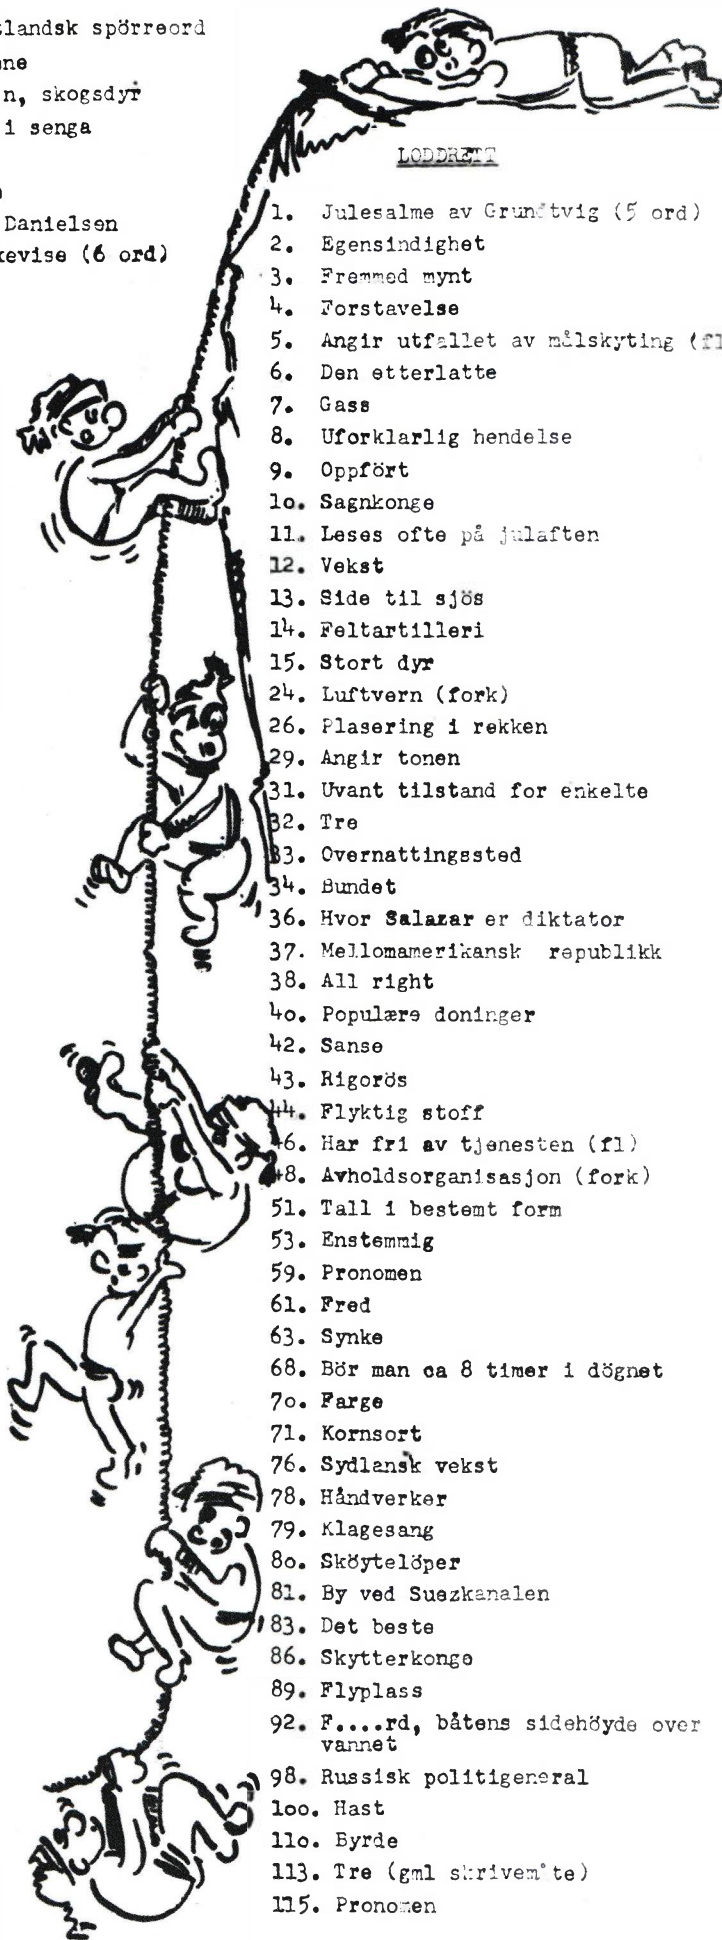 landsk spörreord
ne
n, skogsdyr
i senga
Danielsen
kevise (6 ord)
LODDRETT
1. Julesalme av Grundtvig (5 ord)
2. Egensindighet
3. Fremmed mynt
4. Forstavelse
5. Angir utfallet av målskyting (fl
6. Den etterlatte
7. Gass
8. Uforklarlig hendelse
9. Oppfört
1o. Sagnkonge
11. Leses ofte på julaften
12. Vekst
13. Side til sjös
14. Feltartilleri
15. Stort dyr
24. Luftvern (fork)
26. Plasering i rekken
29. Angir tonen
31. Uvant tilstand for enkelte
32. Tre
33. Overnattingssted
34. Bundet
36. Hvor Salazar er diktator
37. Mellomamerikansk republikk
38. All right
4o. Populære doninger
42. Sanse
43. Rigorös
44. Flyktig stoff
46. Har fri av tjenesten (fl)
48. Avholdsorganisasjon (fork)
51. Tall i bestemt form
53. Enstemmig
59. Pronomen
61. Fred
63. Synke
68. Bör man ca 8 timer i dögnet
7o. Farge
71. Kornsort
76. Sydlansk vekst
78. Håndverker
79. Klagesang
8o. Sköytelöper
81. By ved Suezkanalen
83. Det beste
86. Skytterkonge
89. Flyplass
92. F....rd, båtens sidehöyde over
vannet
98. Russisk politigeneral
1oo. Hast
11o. Byrde
113. Tre (gml skrivemåte)
115. Pronomen